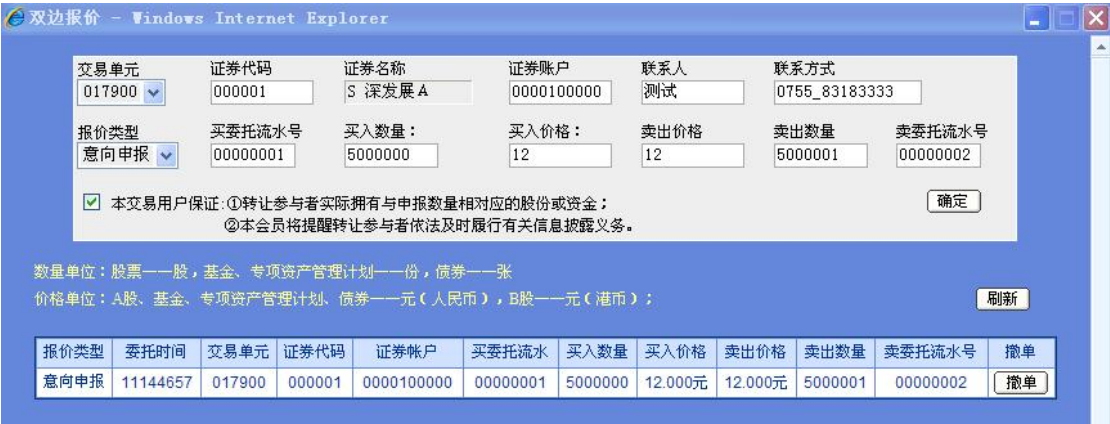 双边报价 - Windows Internet Explorer
交易单元 证券代码 证券名称 证券账户 联系人 联系方式
017900 000001 S 深发展A 0000100000 测试 0755_83183333
报价类型 买委托流水号 买入数量： 买入价格： 卖出价格 卖出数量 卖委托流水号
意向申报 00000001 5000000 12 12 5000001 00000002
本交易用户保证:①转让参与者实际拥有与申报数量相对应的股份或资金； 确定
②本会员将提醒转让参与者依法及时履行有关信息披露义务。
数量单位：股票——股，基金、专项资产管理计划——份，债券——张
价格单位：A股、基金、专项资产管理计划、债券——元(人民币)，B股——元(港币)； 刷新
报价类型 委托时间 交易单元 证券代码 证券帐户 买委托流水 买入数量 买入价格 卖出价格 卖出数量 卖委托流水号 撤单
意向申报 11144657 017900 000001 0000100000 00000001 5000000 12.000元 12.000元 5000001 00000002 撤单